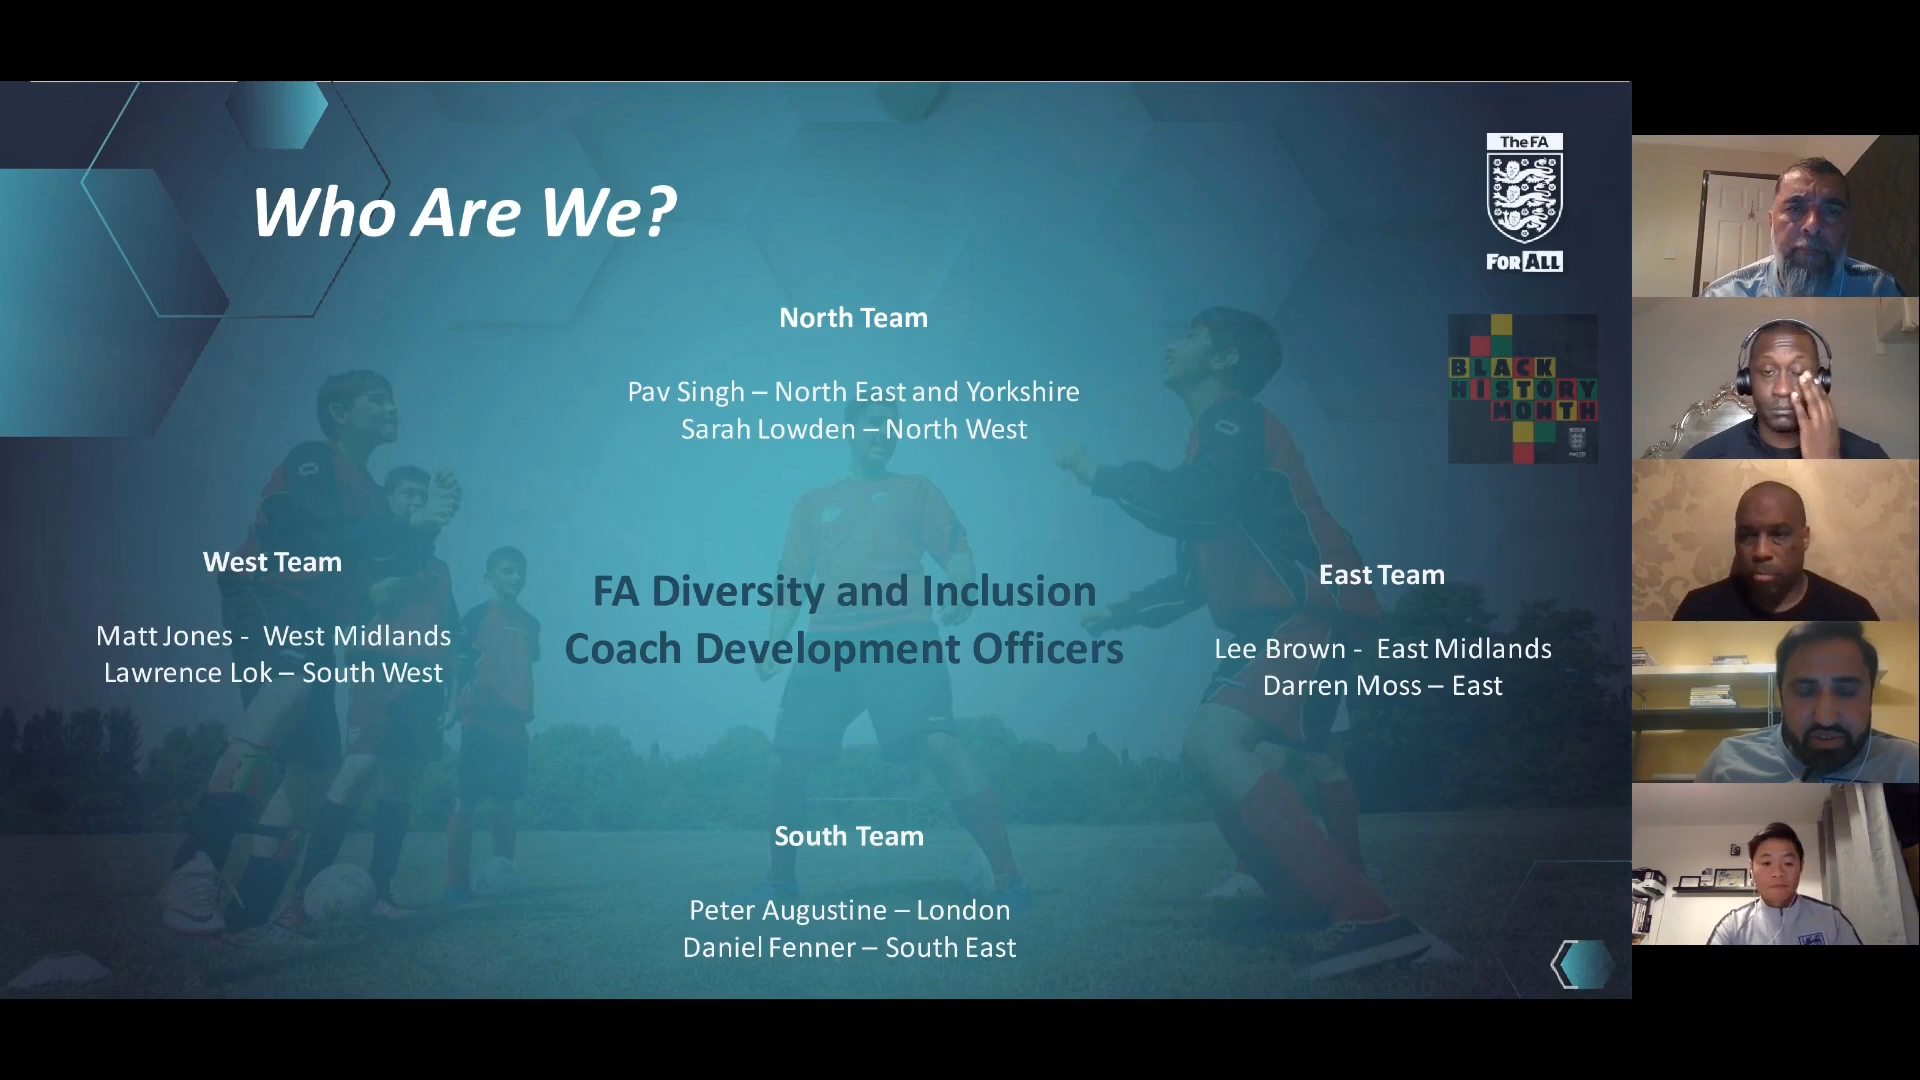 Who Are We?
TheFA
FOR ALL
North Team
Pav Singh – North East and Yorkshire
Sarah Lowden – North West
BLACK
HISTORY
MONTH
West Team
Matt Jones -  West Midlands
Lawrence Lok – South West
FA Diversity and Inclusion
Coach Development Officers
East Team
Lee Brown -  East Midlands
Darren Moss – East
South Team
Peter Augustine – London
Daniel Fenner – South East